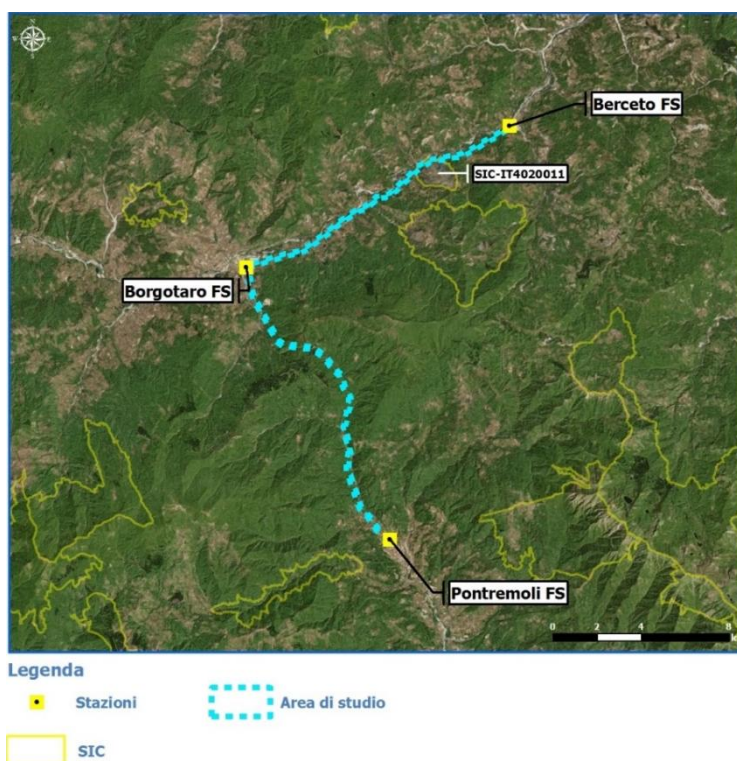 Berceto FS
SIC-IT4020011
Borgotaro FS
Pontremoli FS
0 2 4 8
Legenda
Stazioni
Area di studio
SIC